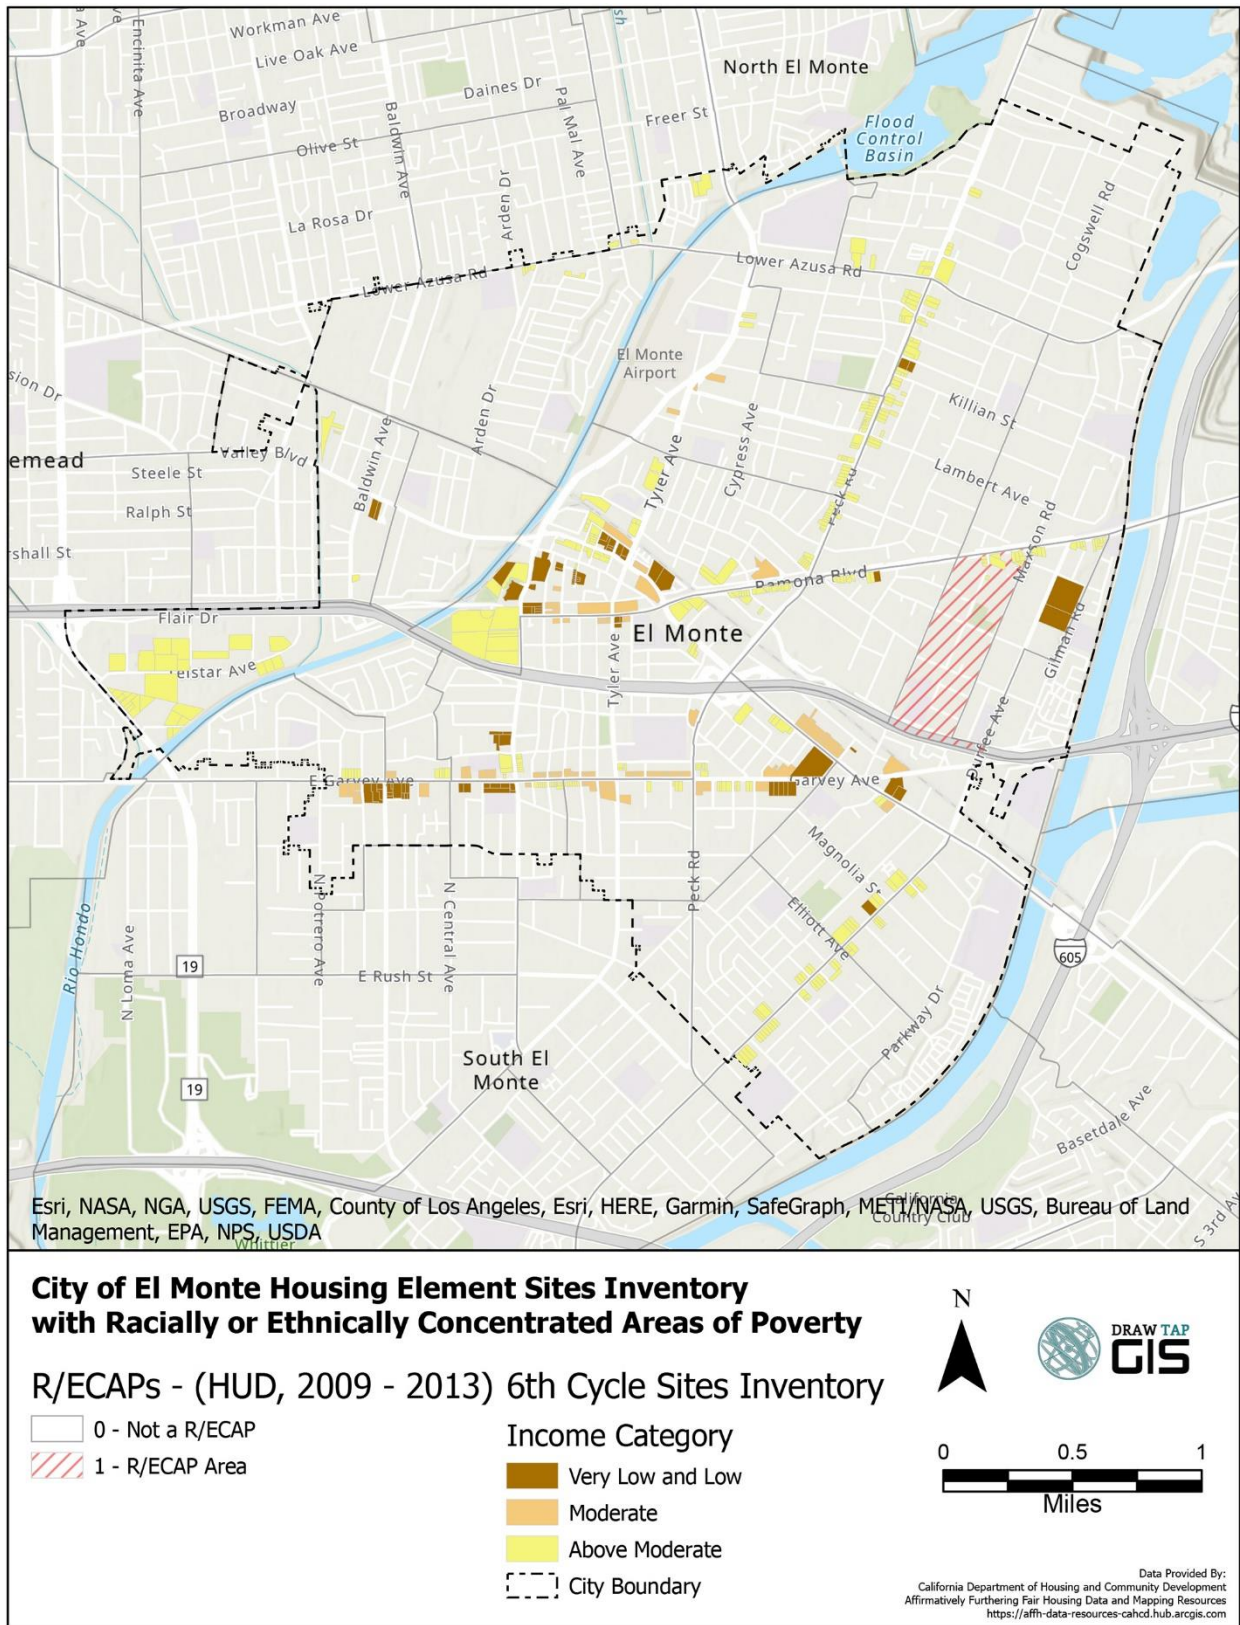 Workman Ave
Live Oak Ave
Encinita Ave
Broadway
Daines Dr
Olive St
Baldwin Ave
Pal Mal Ave
Freer St
North El Monte
Flood
Control
Basin
La Rosa Dr
Arden Dr
Cogswell Rd
Lower Azusa Rd
Lower Azusa Rd
El Monte
Airport
Killian St
Arden Dr
Baldwin Ave
Valley Blvd
Steele St
Ralph St
Tyler Ave
Cypress Ave
Peck Rd
Lambert Ave
Maxson Rd
Ramona Blvd
Flair Dr
Telstar Ave
El Monte
Tyler Ave
Gilman Rd
Durfee Ave
E Garvey Ave
Garvey Ave
Magnolia St
Peck Rd
Elliott Ave
N Potrero Ave
N Central Ave
Rio Hondo
N Loma Ave
19
E Rush St
605
Parkway Dr
South El
Monte
19
Basetdale Ave
California
Country Club
S 3rd Av
Whittier
Esri, NASA, NGA, USGS, FEMA, County of Los Angeles, Esri, HERE, Garmin, SafeGraph, METI/NASA, USGS, Bureau of Land
Management, EPA, NPS, USDA
City of El Monte Housing Element Sites Inventory
with Racially or Ethnically Concentrated Areas of Poverty
N
DRAW TAP
GIS
R/ECAPs - (HUD, 2009 - 2013) 6th Cycle Sites Inventory
0 - Not a R/ECAP
1 - R/ECAP Area
Income Category
Very Low and Low
Moderate
Above Moderate
City Boundary
0 0.5 1
Miles
Data Provided By:
California Department of Housing and Community Development
Affirmatively Furthering Fair Housing Data and Mapping Resources
https://affh-data-resources-cahcd.hub.arcgis.com